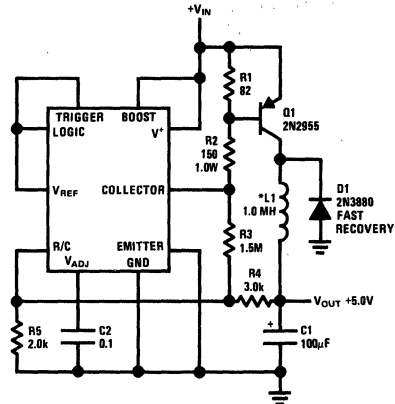 +VIN
R1
82
TRIGGER
BOOST
LOGIC
V+
Q1
2N2955
R2
150
1.0W
VREF
COLLECTOR
*L1
1.0 MH
D1
2N3880
FAST
RECOVERY
R/C
EMITTER
VADJ
GND
R3
1.5M
R4
3.0k
VOUT +5.0V
R5
2.0k
C2
0.1
+
C1
100μF